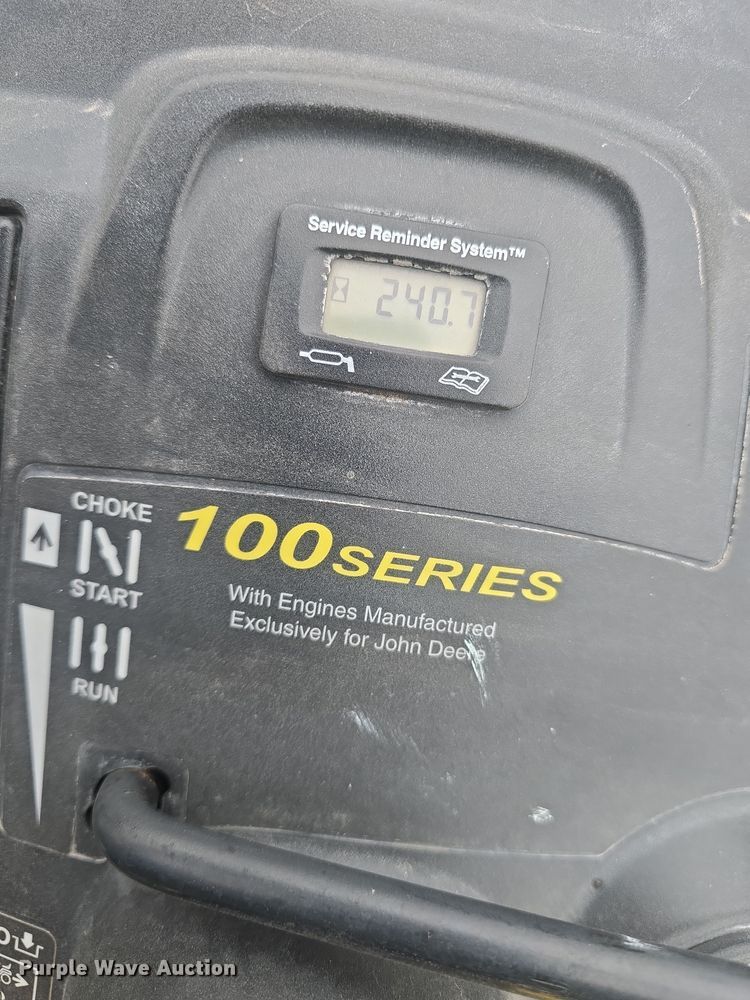 Service Reminder System™
240.7
CHOKE
START
100SERIES
With Engines Manufactured
Exclusively for John Deere
RUN
Purple Wave Auction